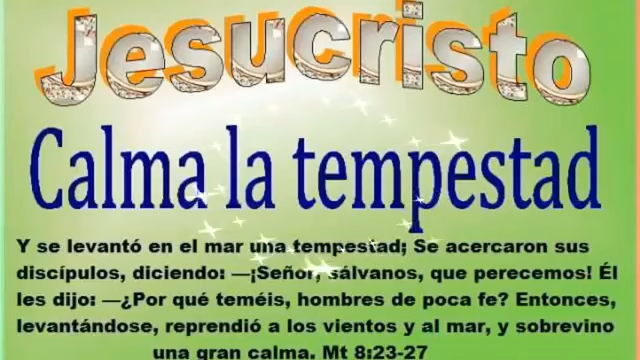 Jesucristo
Calma la tempestad
Y se levantó en el mar una tempestad; Se acercaron sus
discípulos, diciendo: —¡Señor, sálvanos, que perecemos! Él
les dijo: —¿Por qué teméis, hombres de poca fe? Entonces,
levantándose, reprendió a los vientos y al mar, y sobrevino
una gran calma. Mt 8:23-27